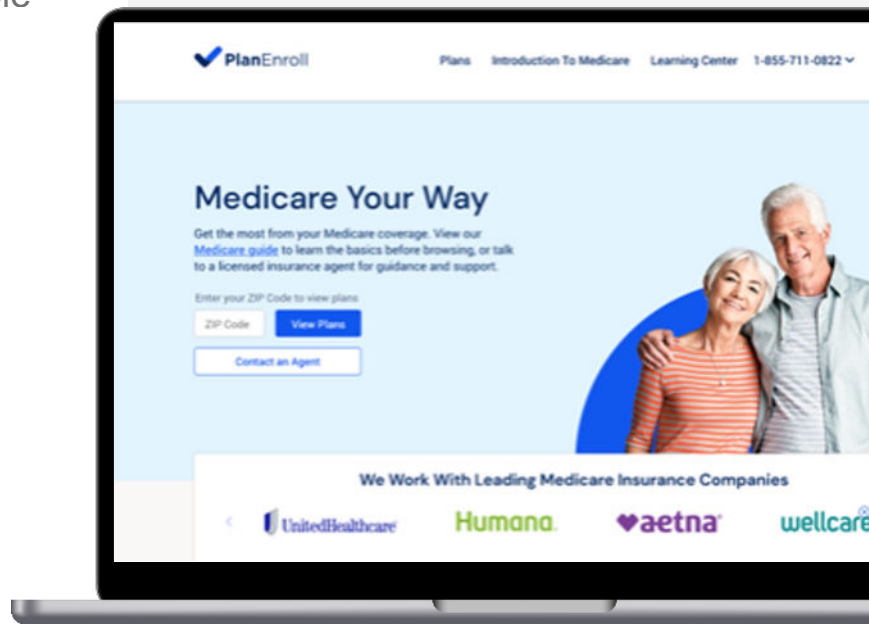 PlanEnroll
Plans Introduction To Medicare Learning Center 1-855-711-0822
Medicare Your Way
Get the most from your Medicare coverage. View our
Medicare guide to learn the basics before browsing, or talk
to a licensed insurance agent for guidance and support.
Enter your ZIP Code to view plans
ZIP Code View Plans
Contact an Agent
We Work With Leading Medicare Insurance Companies
UnitedHealthcare Humana aetna wellcare